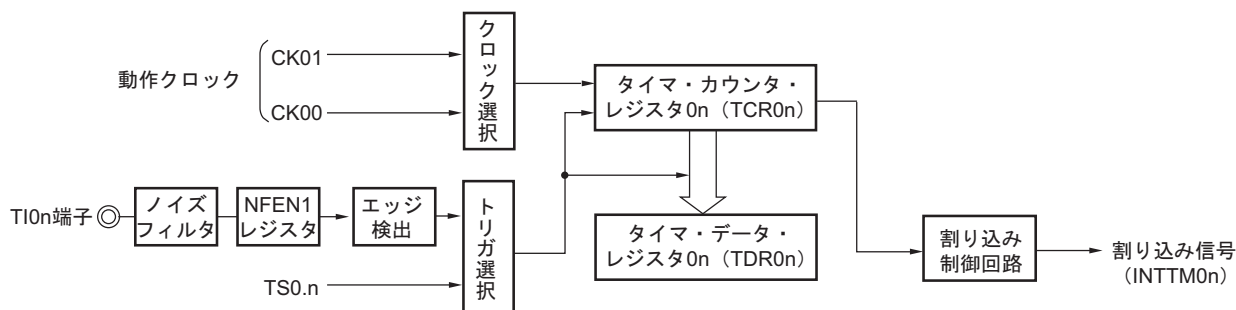 動作クロック
CK01
CK00
クロック選択
タイマ・カウンタ・
レジスタ0n（TCR0n）
TI0n端子
ノイズ
フィルタ
NFEN1
レジスタ
エッジ
検出
TS0.n
トリガ選択
タイマ・データ・
レジスタ0n（TDR0n）
割り込み
制御回路
割り込み信号
（INTTM0n）